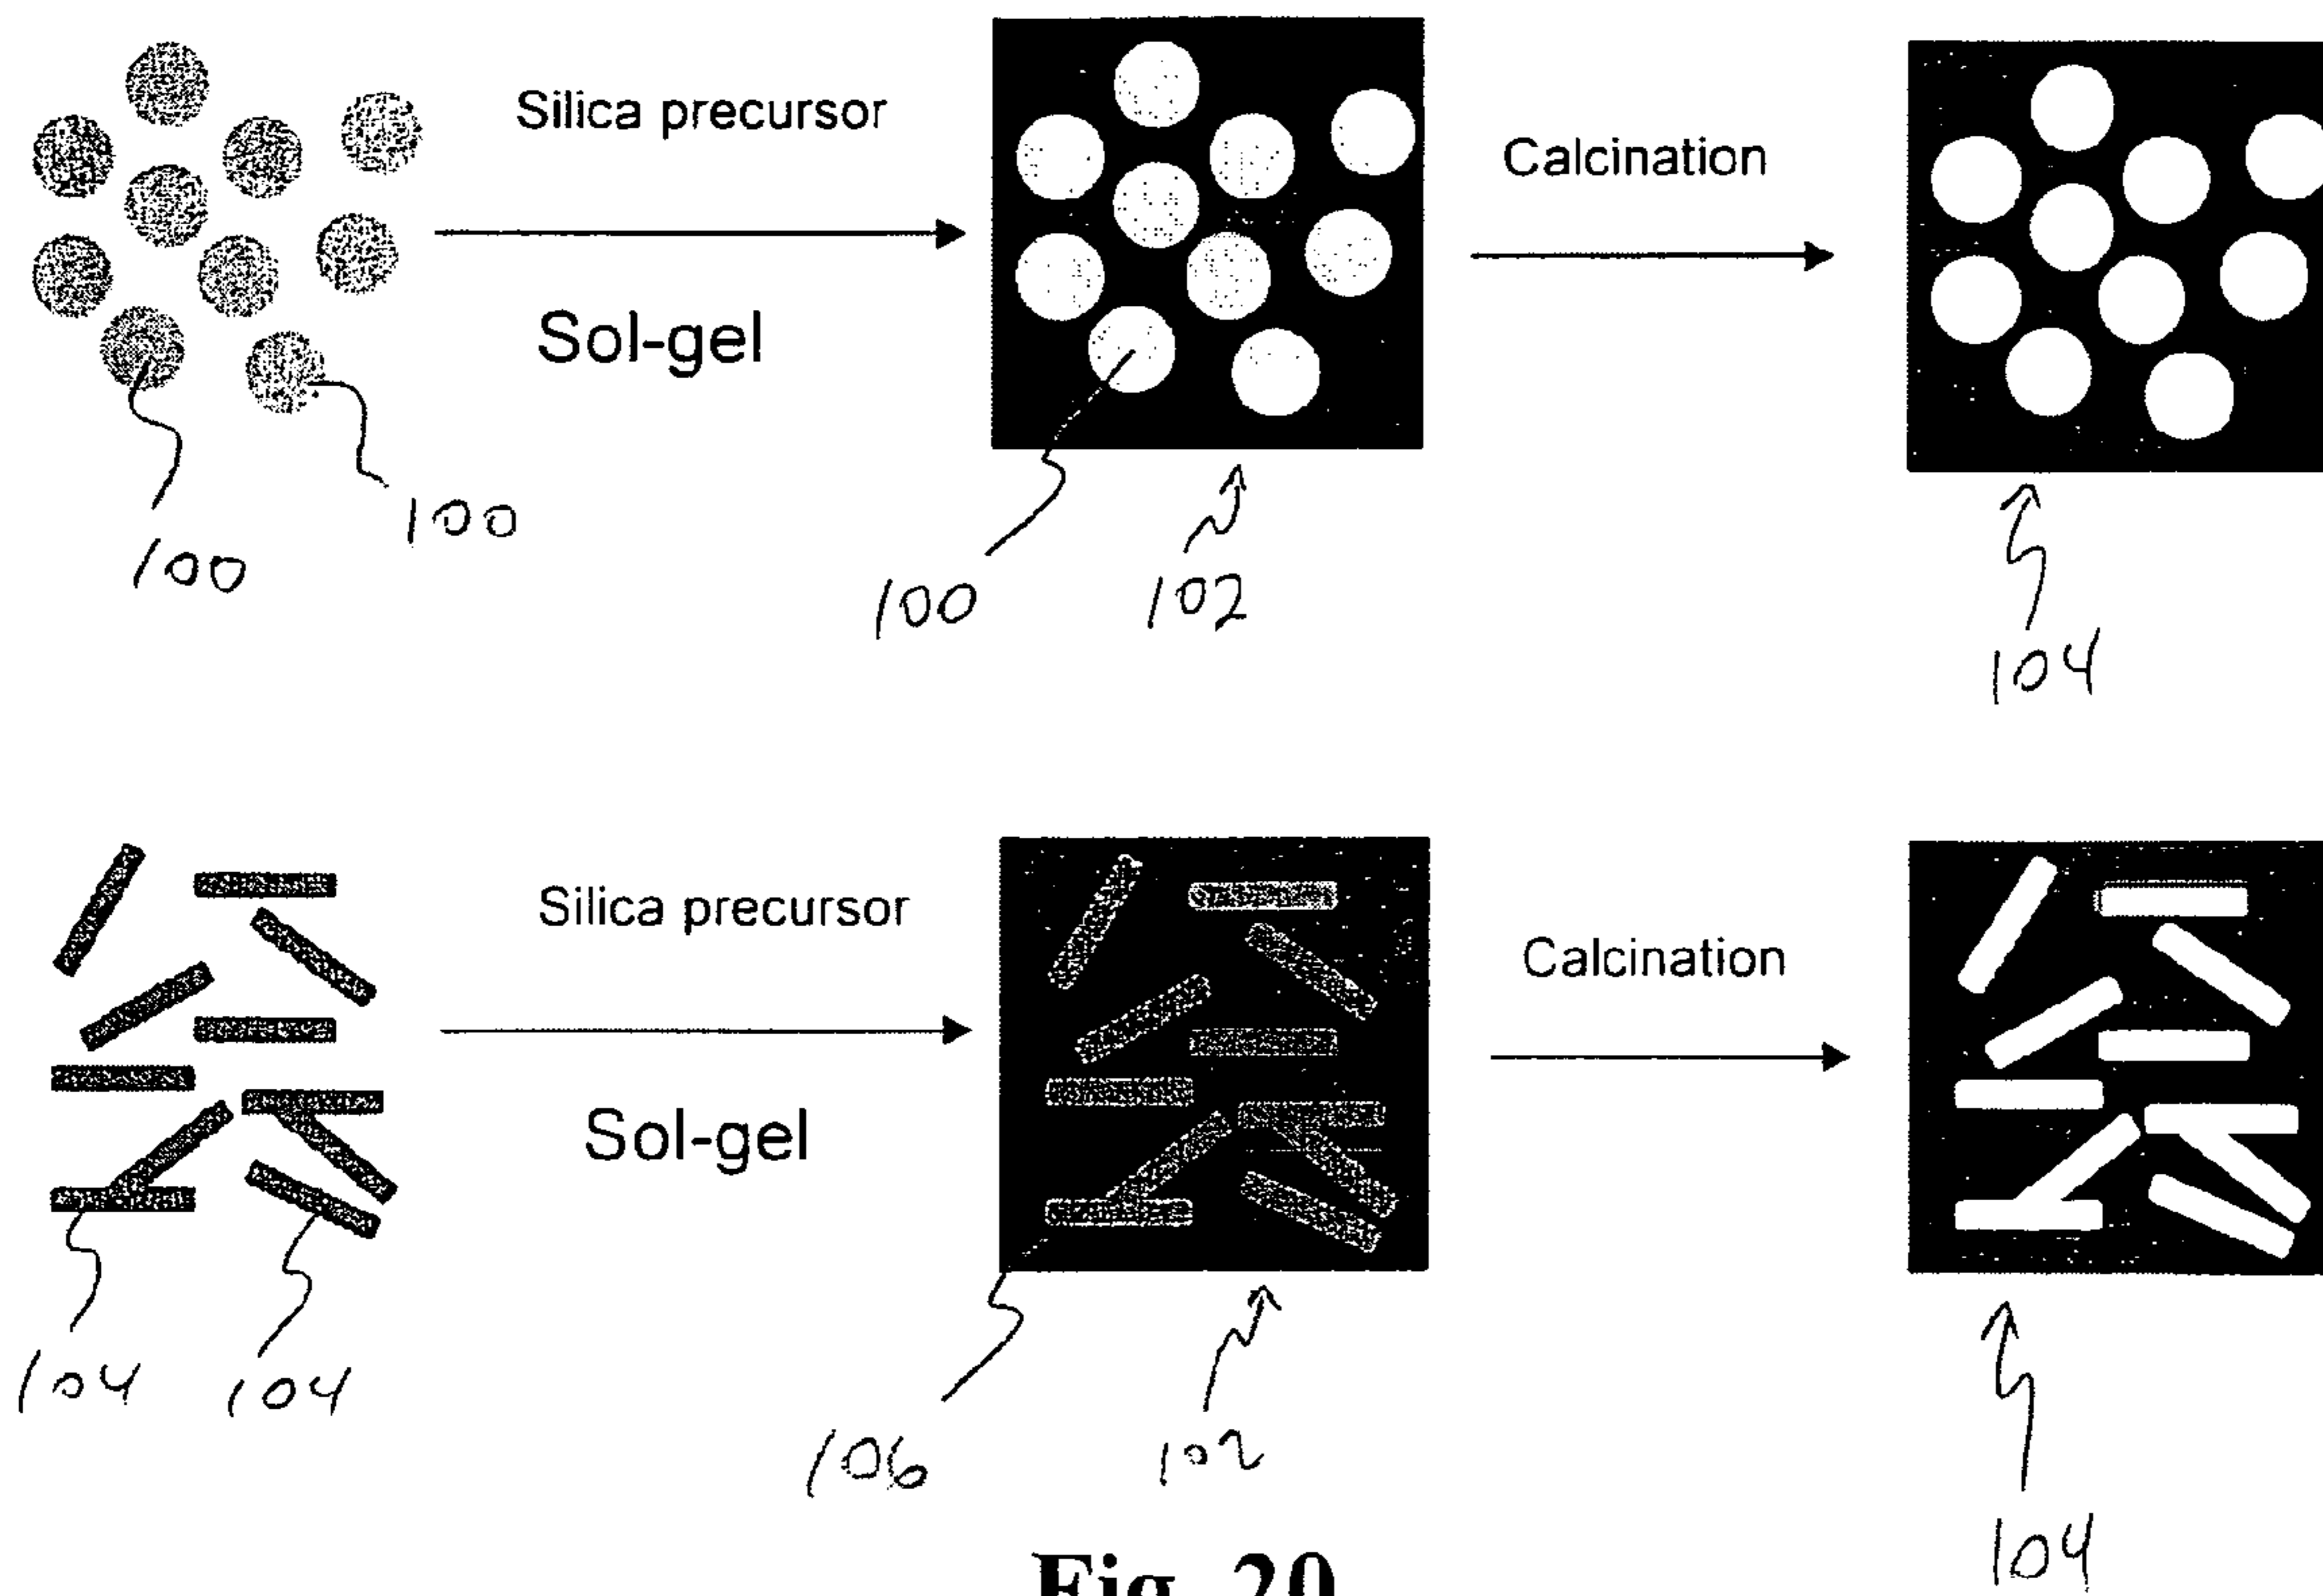 Silica precursor
Calcination
Sol-gel
100
100
100
102
104
Silica precursor
Calcination
Sol-gel
104
104
106
102
104
Fig. 20